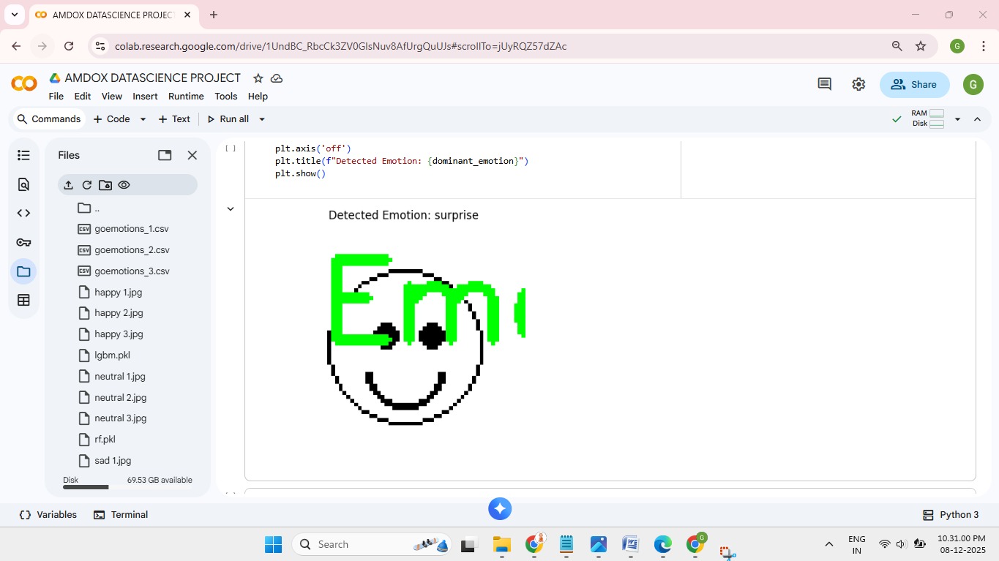 AMDOX DATASCIENCE PROJECT
colab.research.google.com/drive/1UndBC_RbcCk3ZV0GIsNuv8AfUrgQuUJs#scrollTo=jUyRQZ57dZAc
G
AMDOX DATASCIENCE PROJECT
File Edit View Insert Runtime Tools Help
Share
G
Commands + Code + Text Run all
RAM
Disk
Files
..
goemotions_1.csv
goemotions_2.csv
goemotions_3.csv
happy 1.jpg
happy 2.jpg
happy 3.jpg
lgbm.pkl
neutral 1.jpg
neutral 2.jpg
neutral 3.jpg
rf.pkl
sad 1.jpg
Disk 69.53 GB available
[ ]
plt.axis('off')
plt.title(f"Detected Emotion: {dominant_emotion}")
plt.show()
Detected Emotion: surprise
Em
Variables Terminal
Python 3
Search
ENG
IN
10.31.00 PM
08-12-2025